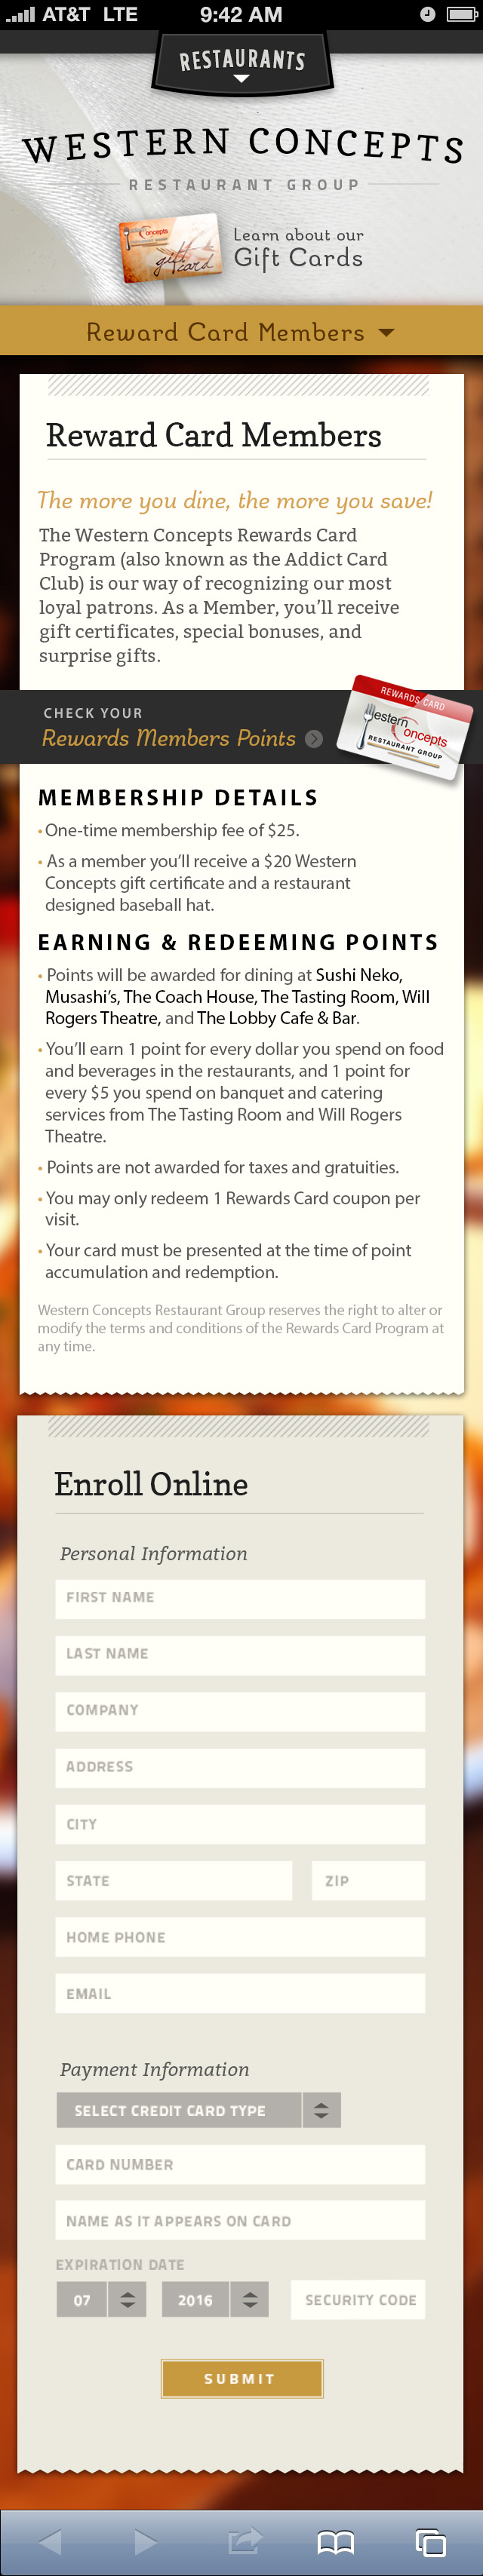 AT&T LTE 9:42 AM
RESTAURANTS
WESTERN CONCEPTS
RESTAURANT GROUP
Concepts
gift card
Learn about our
Gift Cards
Reward Card Members
Reward Card Members
The more you dine, the more you save!
The Western Concepts Rewards Card
Program (also known as the Addict Card
Club) is our way of recognizing our most
loyal patrons. As a Member, you'll receive
gift certificates, special bonuses, and
surprise gifts.
CHECK YOUR
Rewards Members Points
REWARDS CARD
estern
oncepts
RESTAURANT GROUP
MEMBERSHIP DETAILS
• One-time membership fee of $25.
• As a member you'll receive a $20 Western
Concepts gift certificate and a restaurant
designed baseball hat.
EARNING & REDEEMING POINTS
• Points will be awarded for dining at Sushi Neko,
Musashi's, The Coach House, The Tasting Room, Will
Rogers Theatre, and The Lobby Cafe & Bar.
• You'll earn 1 point for every dollar you spend on food
and beverages in the restaurants, and 1 point for
every $5 you spend on banquet and catering
services from The Tasting Room and Will Rogers
Theatre.
• Points are not awarded for taxes and gratuities.
• You may only redeem 1 Rewards Card coupon per
visit.
• Your card must be presented at the time of point
accumulation and redemption.
Western Concepts Restaurant Group reserves the right to alter or
modify the terms and conditions of the Rewards Card Program at
any time.
Enroll Online
Personal Information
FIRST NAME
LAST NAME
COMPANY
ADDRESS
CITY
STATE ZIP
HOME PHONE
EMAIL
Payment Information
SELECT CREDIT CARD TYPE
CARD NUMBER
NAME AS IT APPEARS ON CARD
EXPIRATION DATE
07 2016 SECURITY CODE
SUBMIT